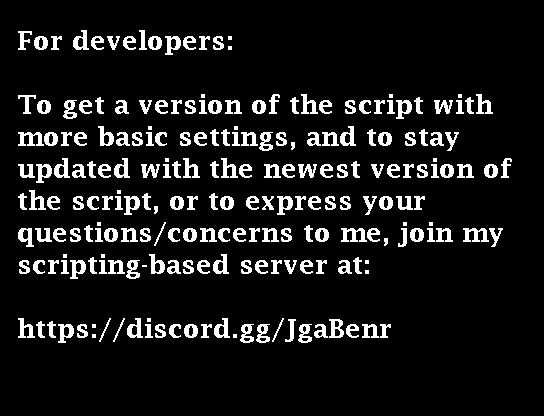 For developers:
To get a version of the script with
more basic settings, and to stay
updated with the newest version of
the script, or to express your
questions/concerns to me, join my
scripting-based server at:
https://discord.gg/JgaBenr